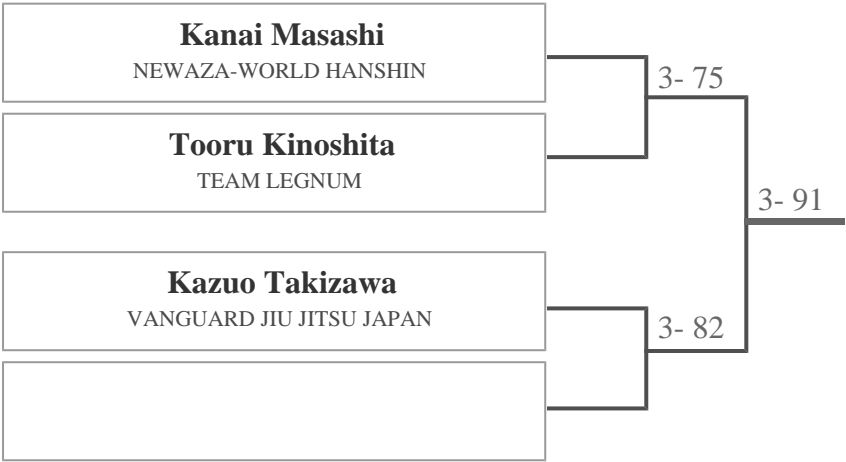 Kanai Masashi
NEWAZA-WORLD HANSHIN
3- 75
Tooru Kinoshita
TEAM LEGNUM
3- 91
Kazuo Takizawa
VANGUARD JIU JITSU JAPAN
3- 82